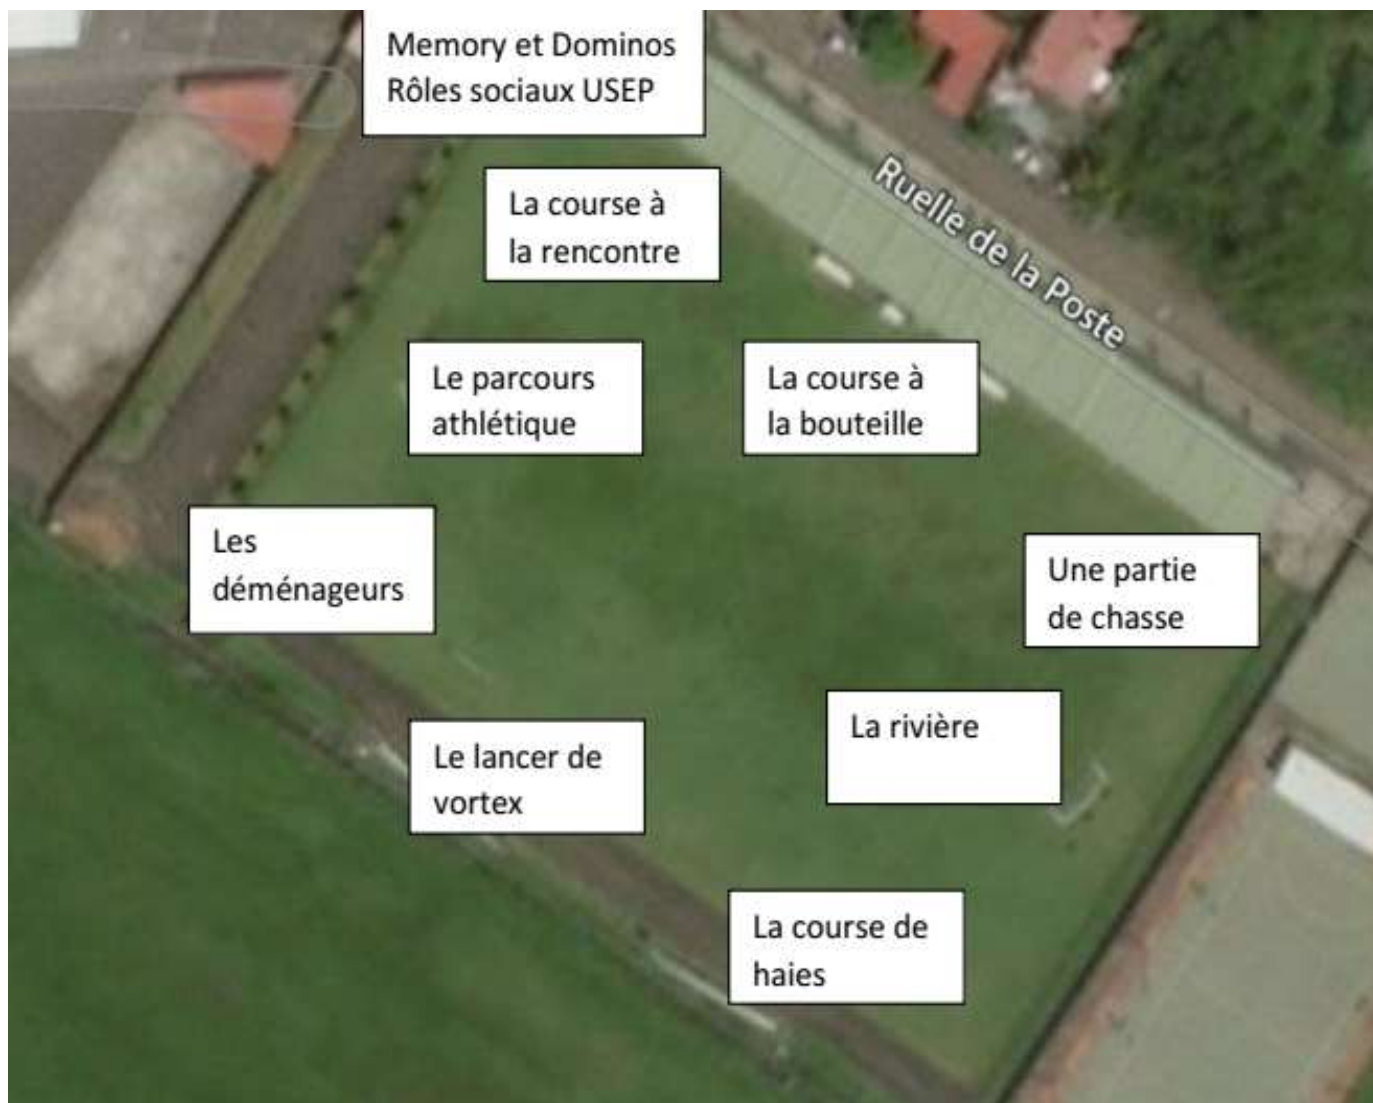 Memory et Dominos
Rôles sociaux USEP
La course à
la rencontre
Ruelle de la Poste
Le parcours
athlétique
La course à
la bouteille
Les
déménageurs
Une partie
de chasse
La rivière
Le lancer de
vortex
La course de
haies